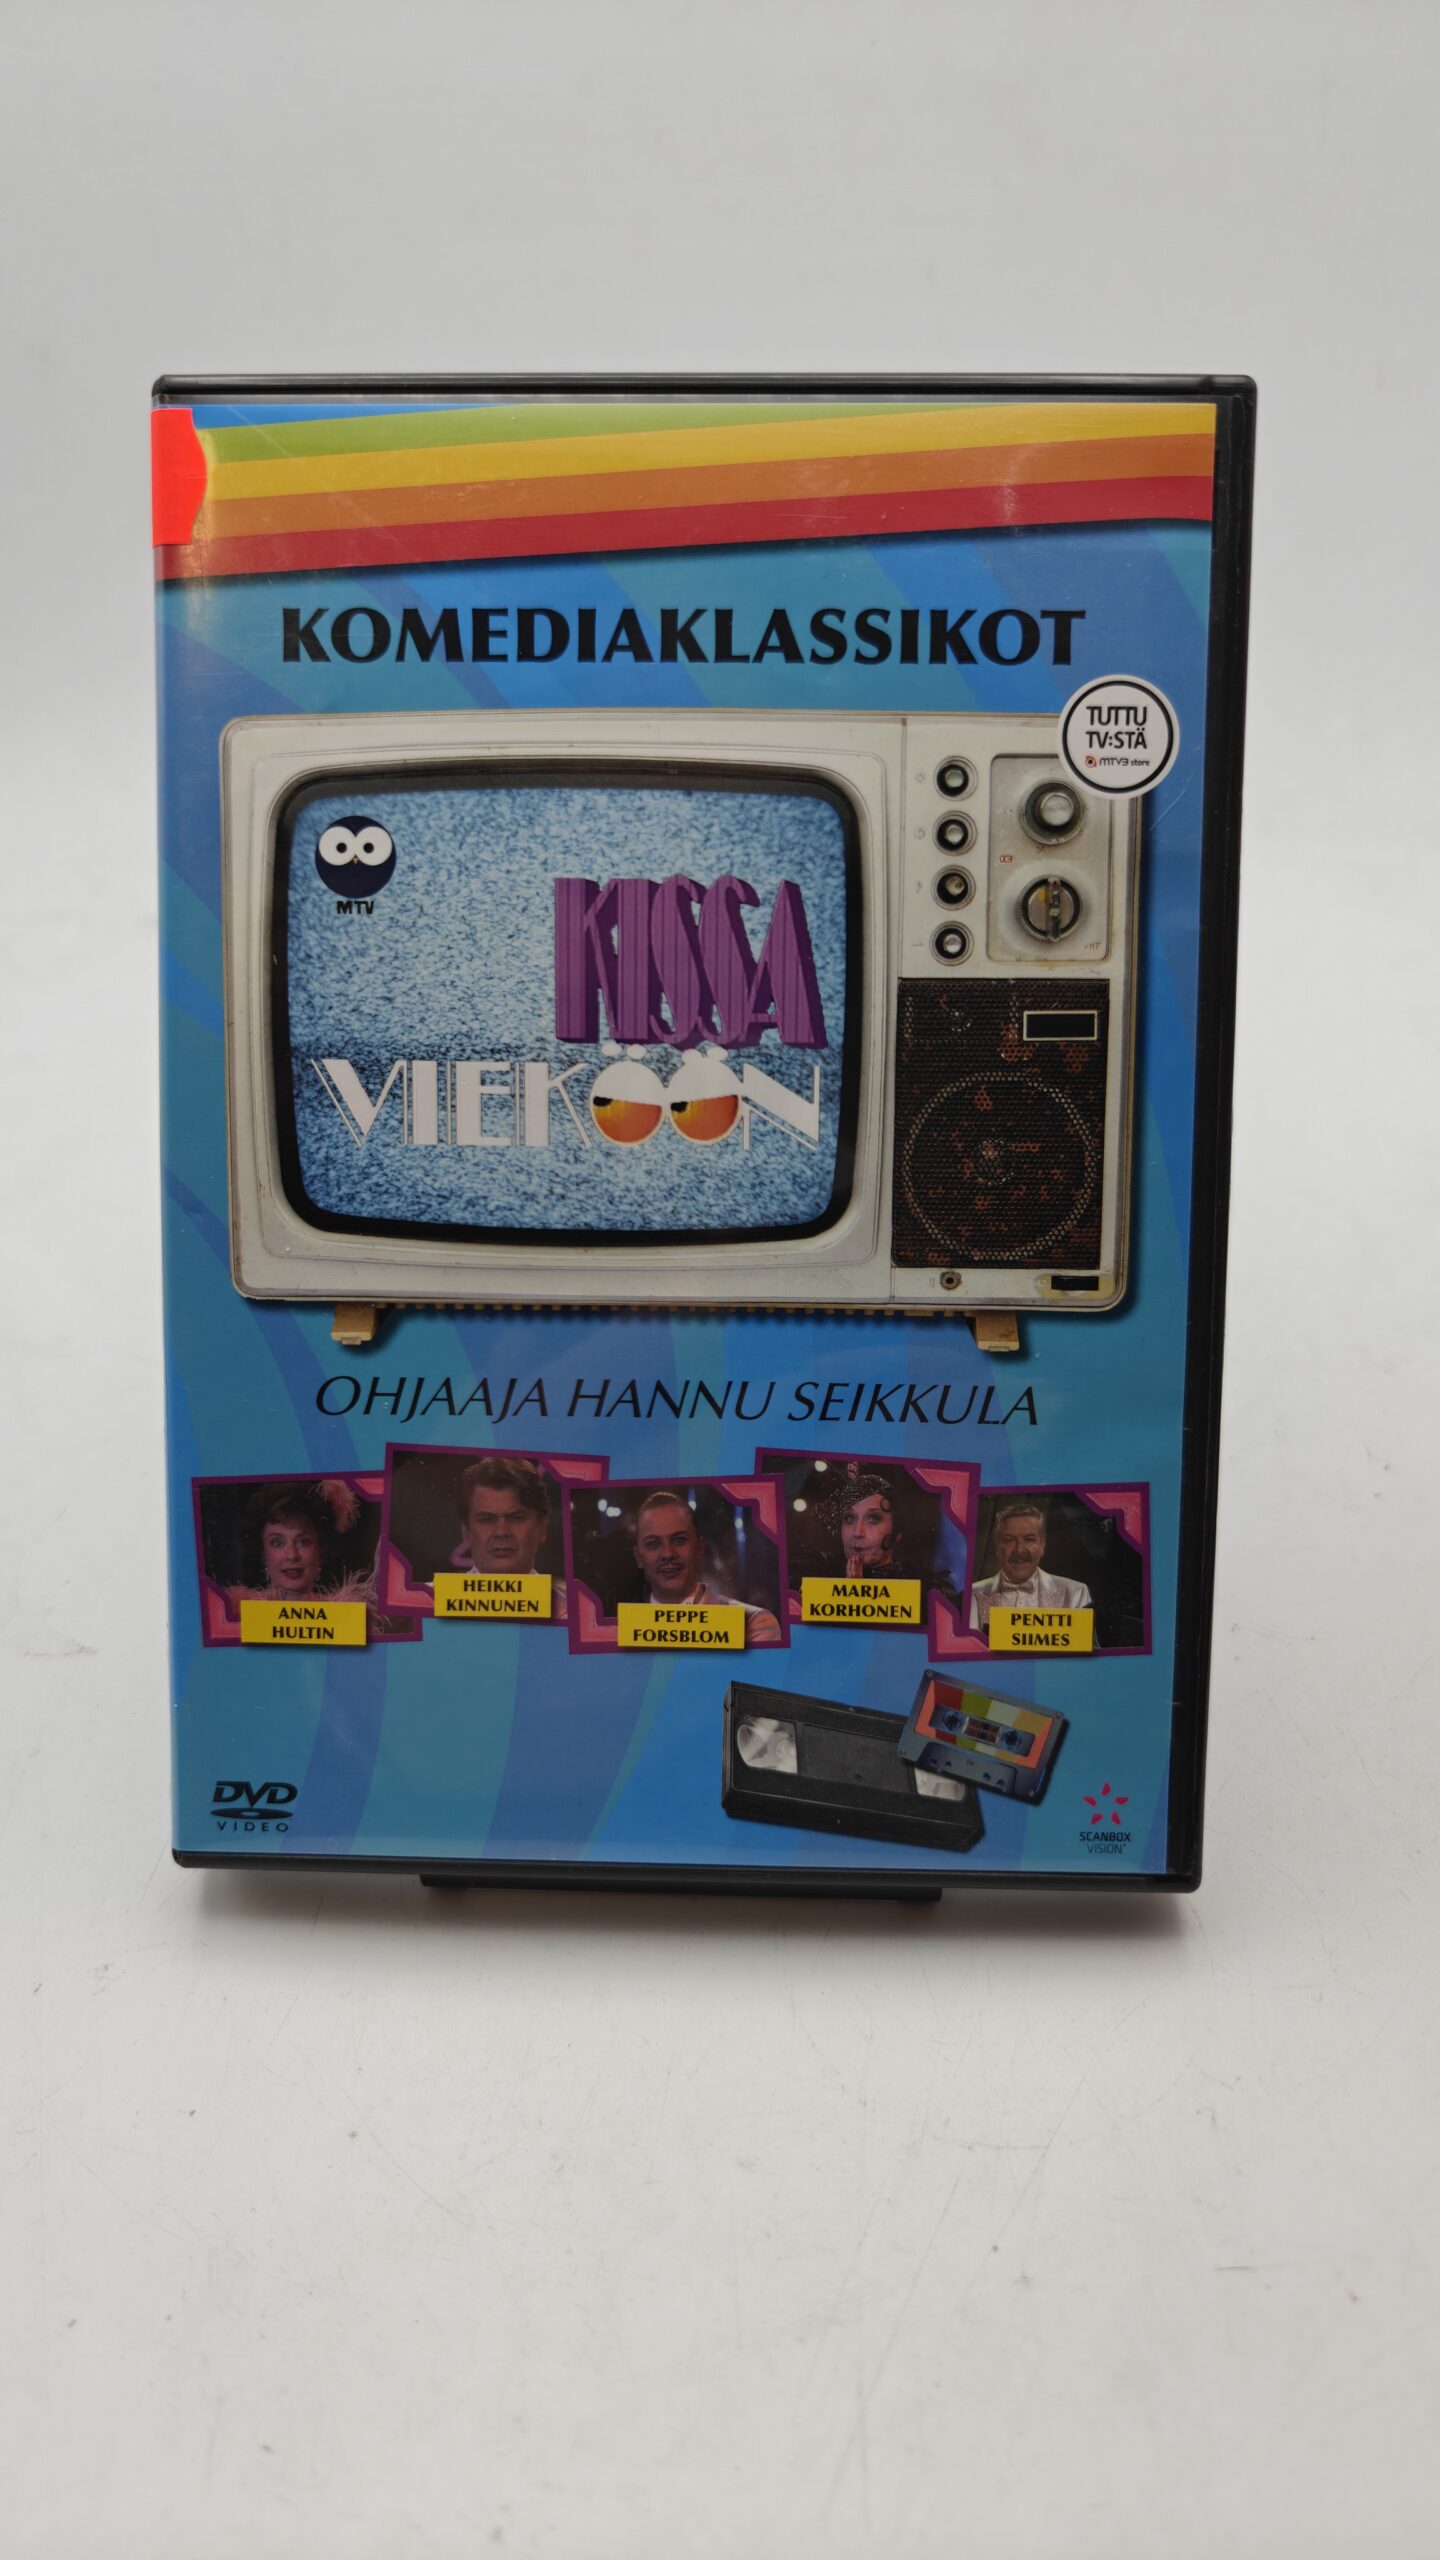 KOMEDIAKLASSIKOT
TUTTU
TV:STÄ
MTV3 store
MTV
KISSA
VIEKÖÖN
OHJAAJA HANNU SEIKKULA
ANNA
HULTIN
HEIKKI
KINNUNEN
PEPPE
FORSBLOM
MARJA
KORHONEN
PENTTI
SIIMES
DVD
VIDEO
SCANBOX
VISION